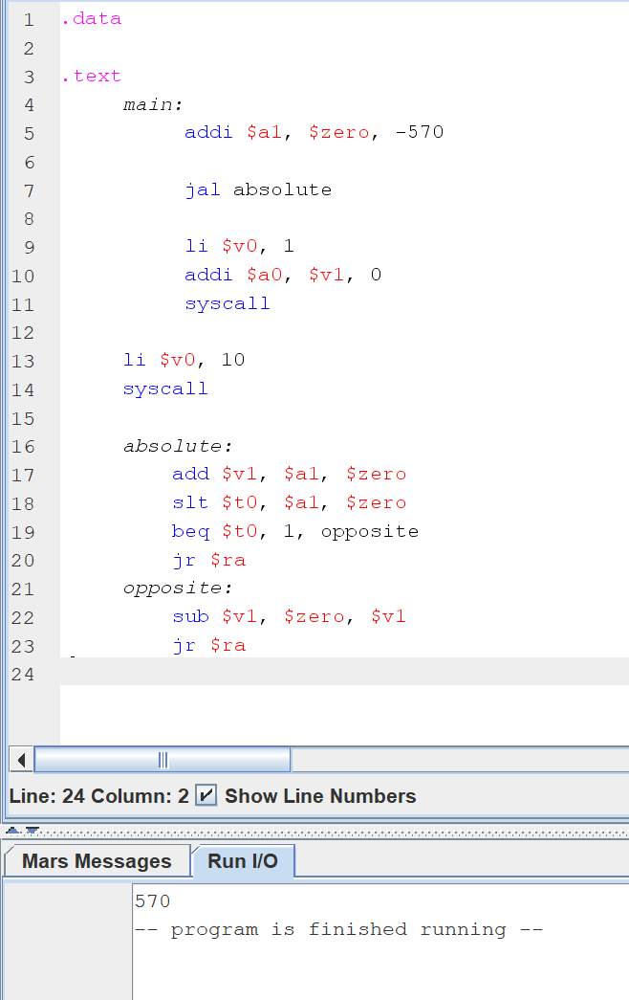 1 .data
2
3 .text
4 main:
5 addi $a1, $zero, -570
6
7 jal absolute
8
9 li $v0, 1
10 addi $a0, $v1, 0
11 syscall
12
13 li $v0, 10
14 syscall
15
16 absolute:
17 add $v1, $a1, $zero
18 slt $t0, $a1, $zero
19 beq $t0, 1, opposite
20 jr $ra
21 opposite:
22 sub $v1, $zero, $v1
23 jr $ra
24
Line: 24 Column: 2 Show Line Numbers
Mars Messages Run I/O
570
-- program is finished running --